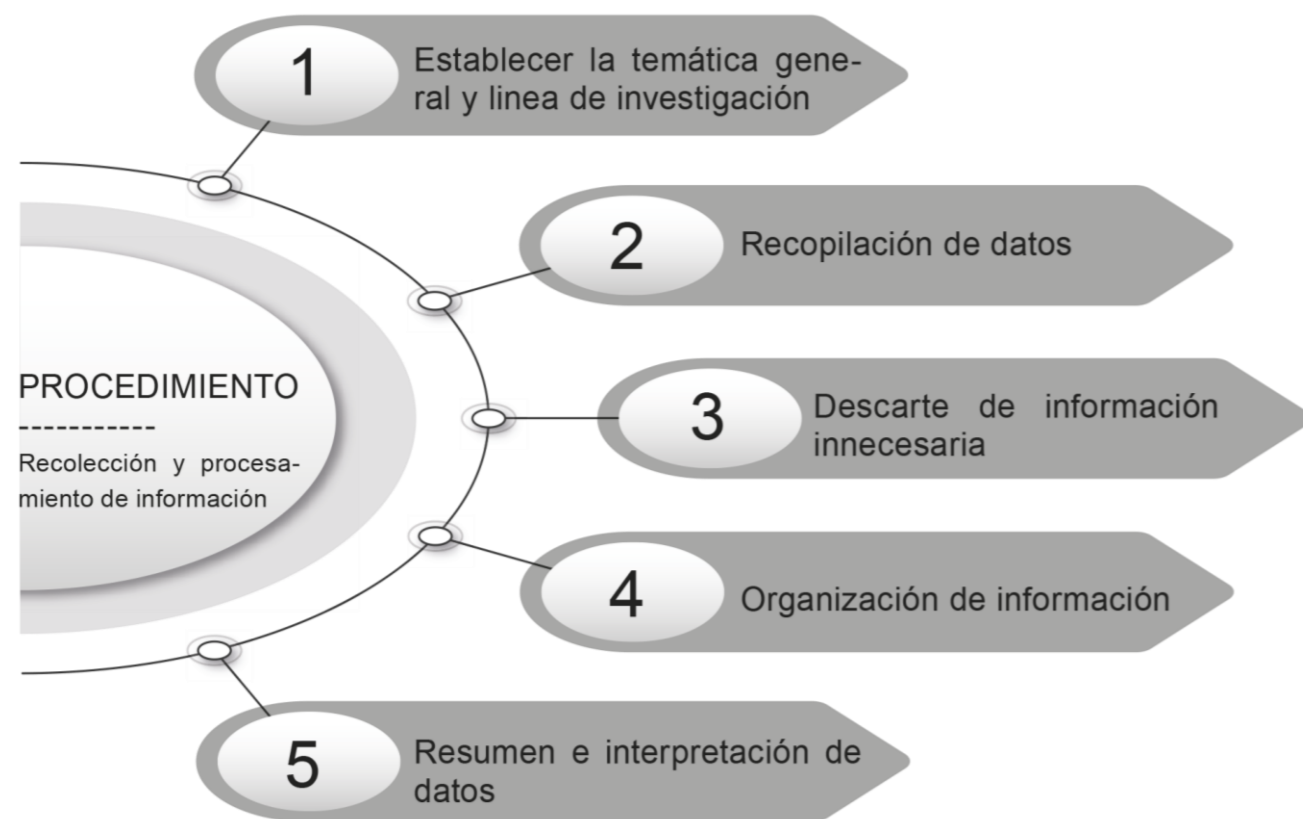 1
Establecer la temática gene-
ral y linea de investigación
2
Recopilación de datos
PROCEDIMIENTO
-----------
Recolección y procesa-
miento de información
3
Descarte de información
innecesaria
4
Organización de información
5
Resumen e interpretación de
datos